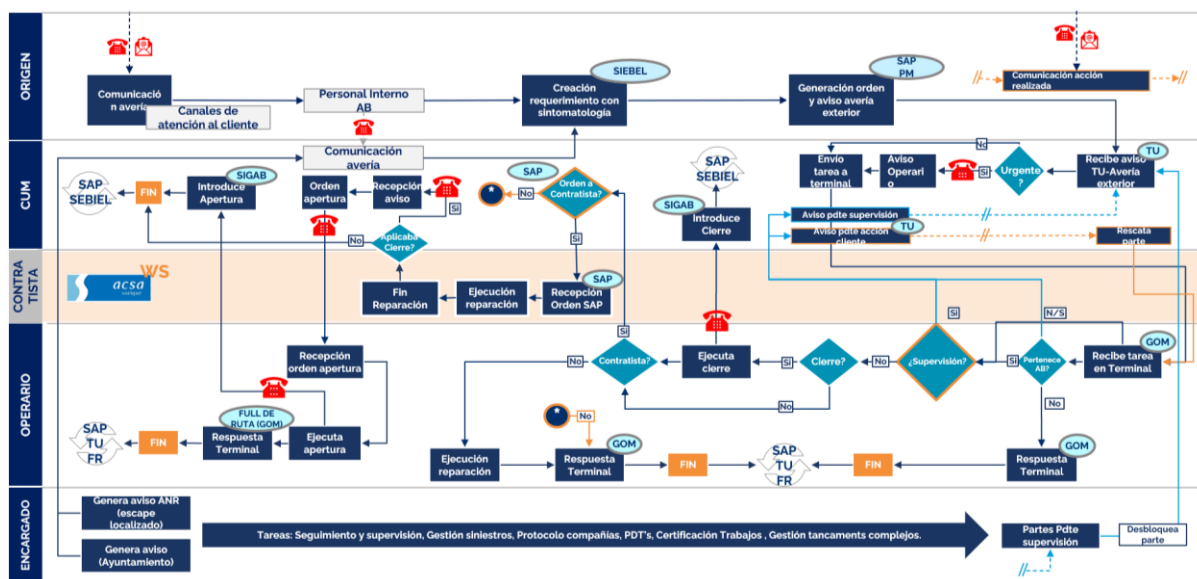 ORIGEN
Comunicació
n avería
Canales de
atención al cliente
Personal Interno
AB
SIEBEL
Creación
requerimiento con
sintomatología
SAP
PM
Generación orden
y aviso avería
exterior
Comunicación acción
realizada
CUM
Comunicación
avería
SAP
SEBIEL
FIN
SIGAB
Introduce
Apertura
Orden
apertura
Recepción
aviso
Si
Aplicaba
Cierre?
No
SAP
*
No
Orden a
Contratista?
Si
SAP
SEBIEL
SIGAB
Introduce
Cierre
No
Envío
tarea a
terminal
Aviso
Operari
o
Si
Urgente
?
TU
Recibe aviso
TU-Avería
exterior
Aviso pdte supervisión
Aviso pdte acción
cliente
TU
Rescata
parte
CONTRA
TISTA
acsa
WS
Fin
Reparación
Ejecución
reparación
SAP
Recepción
Orden SAP
Si
N/S
OPERARIO
Recepción
orden apertura
Si
No
Contratista?
Ejecuta
cierre
Si
Cierre?
No
¿Supervisión?
Si
Pertenece
AB?
GOM
Recibe tarea
en Terminal
No
No
SAP
TU
FR
FIN
FULL DE
RUTA (GOM)
Respuesta
Terminal
Ejecuta
apertura
*
No
Ejecución
reparación
GOM
Respuesta
Terminal
FIN
SAP
TU
FR
FIN
GOM
Respuesta
Terminal
ENCARGADO
Genera aviso ANR
(escape
localizado)
Genera aviso
(Ayuntamiento)
Tareas: Seguimiento y supervisión, Gestión siniestros, Protocolo compañías, PDT's, Certificación Trabajos , Gestión tancaments complejos.
Partes Pdte
supervisión
Desbloquea
parte